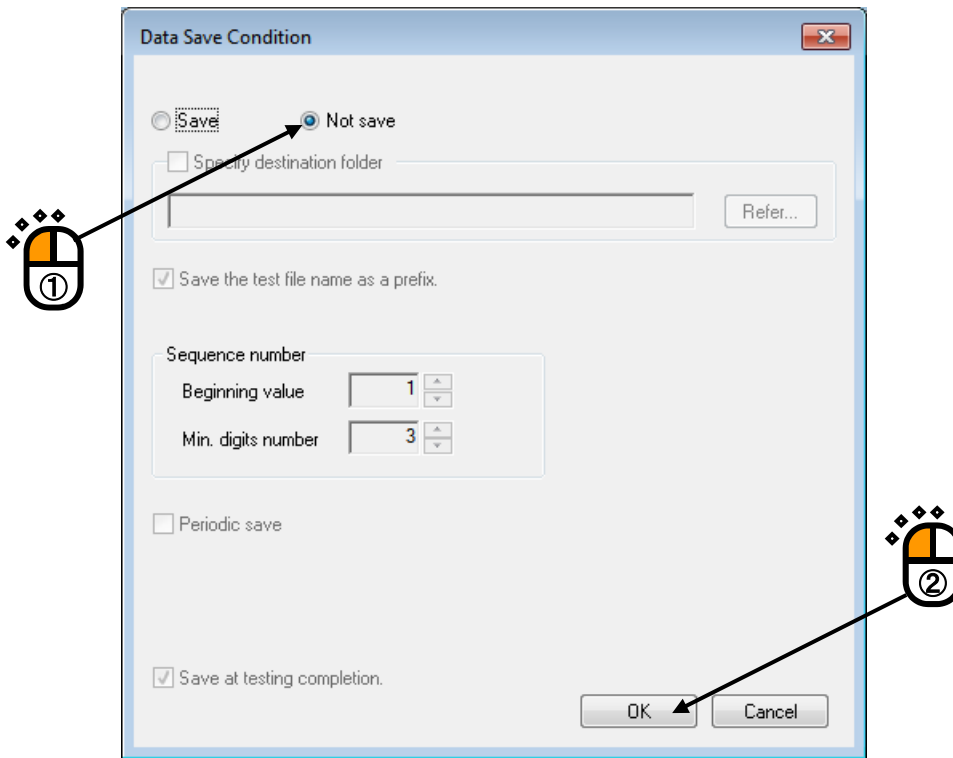 Data Save Condition
Save Not save
Specify destination folder
Refer...
①
Save the test file name as a prefix.
Sequence number
Beginning value 1
Min. digits number 3
Periodic save
②
Save at testing completion.
OK Cancel